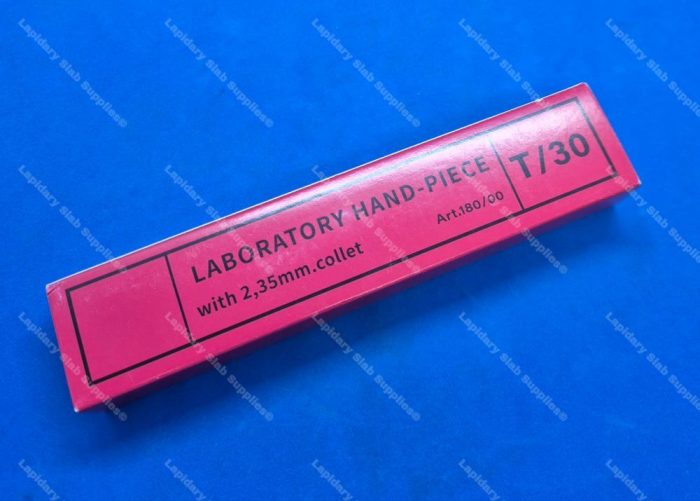 LABORATORY HAND-PIECE
with 2,35mm.collet
Art.180/00
T/30
Lapidary Slab Supplies©